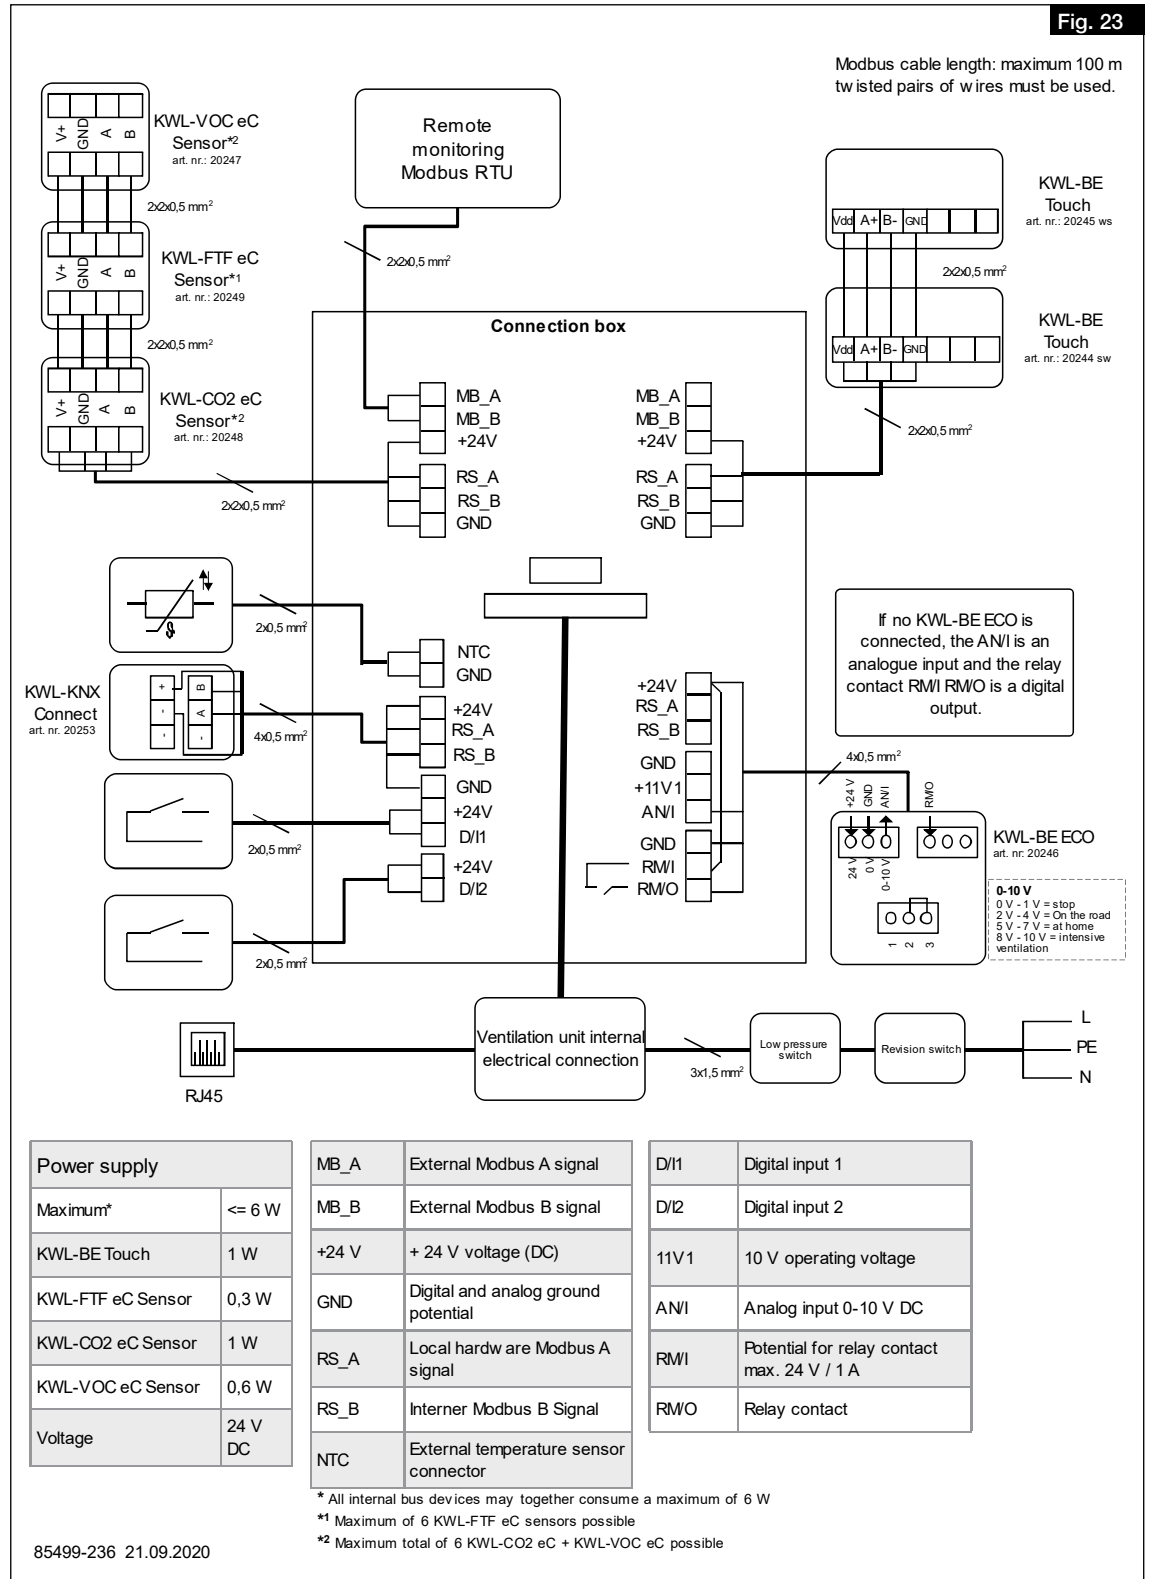 Fig. 23
Modbus cable length: maximum 100 m
twisted pairs of wires must be used.
V+
GND
A
B
KWL-VOC eC
Sensor*2
art. nr.: 20247
2x2x0,5 mm²
V+
GND
A
B
KWL-FTF eC
Sensor*1
art. nr.: 20249
2x2x0,5 mm²
V+
GND
A
B
KWL-CO2 eC
Sensor*2
art. nr.: 20248
2x2x0,5 mm²
Remote
monitoring
Modbus RTU
2x2x0,5 mm²
Vdd A+ B- GND
KWL-BE
Touch
art. nr.: 20245 ws
2x2x0,5 mm²
Vdd A+ B- GND
KWL-BE
Touch
art. nr.: 20244 sw
2x2x0,5 mm²
Connection box
MB_A
MB_B
+24V
RS_A
RS_B
GND
MB_A
MB_B
+24V
RS_A
RS_B
GND
ϑ
2x0,5 mm²
NTC
GND
KWL-KNX
Connect
art. nr. 20253
+
-
-
B
A
-
4x0,5 mm²
+24V
RS_A
RS_B
GND
+24V
D/I1
+24V
D/I2
2x0,5 mm²
2x0,5 mm²
+24V
RS_A
RS_B
GND
+11V1
AN/I
GND
RM/I
RM/O
If no KWL-BE ECO is
connected, the AN/I is an
analogue input and the relay
contact RM/I RM/O is a digital
output.
4x0,5 mm²
+24 V
GND
AN/I
RM/O
24 V
0 V
0-10 V
1
2
3
KWL-BE ECO
art. nr: 20246
0-10 V
0 V - 1 V = stop
2 V - 4 V = On the road
5 V - 7 V = at home
8 V - 10 V = intensive
ventilation
RJ45
Ventilation unit internal
electrical connection
3x1,5 mm²
Low pressure
switch
Revision switch
L
PE
N
Power supply
Maximum* <= 6 W
KWL-BE Touch 1 W
KWL-FTF eC Sensor 0,3 W
KWL-CO2 eC Sensor 1 W
KWL-VOC eC Sensor 0,6 W
Voltage 24 V
DC
MB_A External Modbus A signal
MB_B External Modbus B signal
+24 V + 24 V voltage (DC)
GND Digital and analog ground
potential
RS_A Local hardware Modbus A
signal
RS_B Interner Modbus B Signal
NTC External temperature sensor
connector
D/I1 Digital input 1
D/I2 Digital input 2
11V1 10 V operating voltage
AN/I Analog input 0-10 V DC
RM/I Potential for relay contact
max. 24 V / 1 A
RM/O Relay contact
* All internal bus devices may together consume a maximum of 6 W
*1 Maximum of 6 KWL-FTF eC sensors possible
*2 Maximum total of 6 KWL-CO2 eC + KWL-VOC eC possible
85499-236 21.09.2020